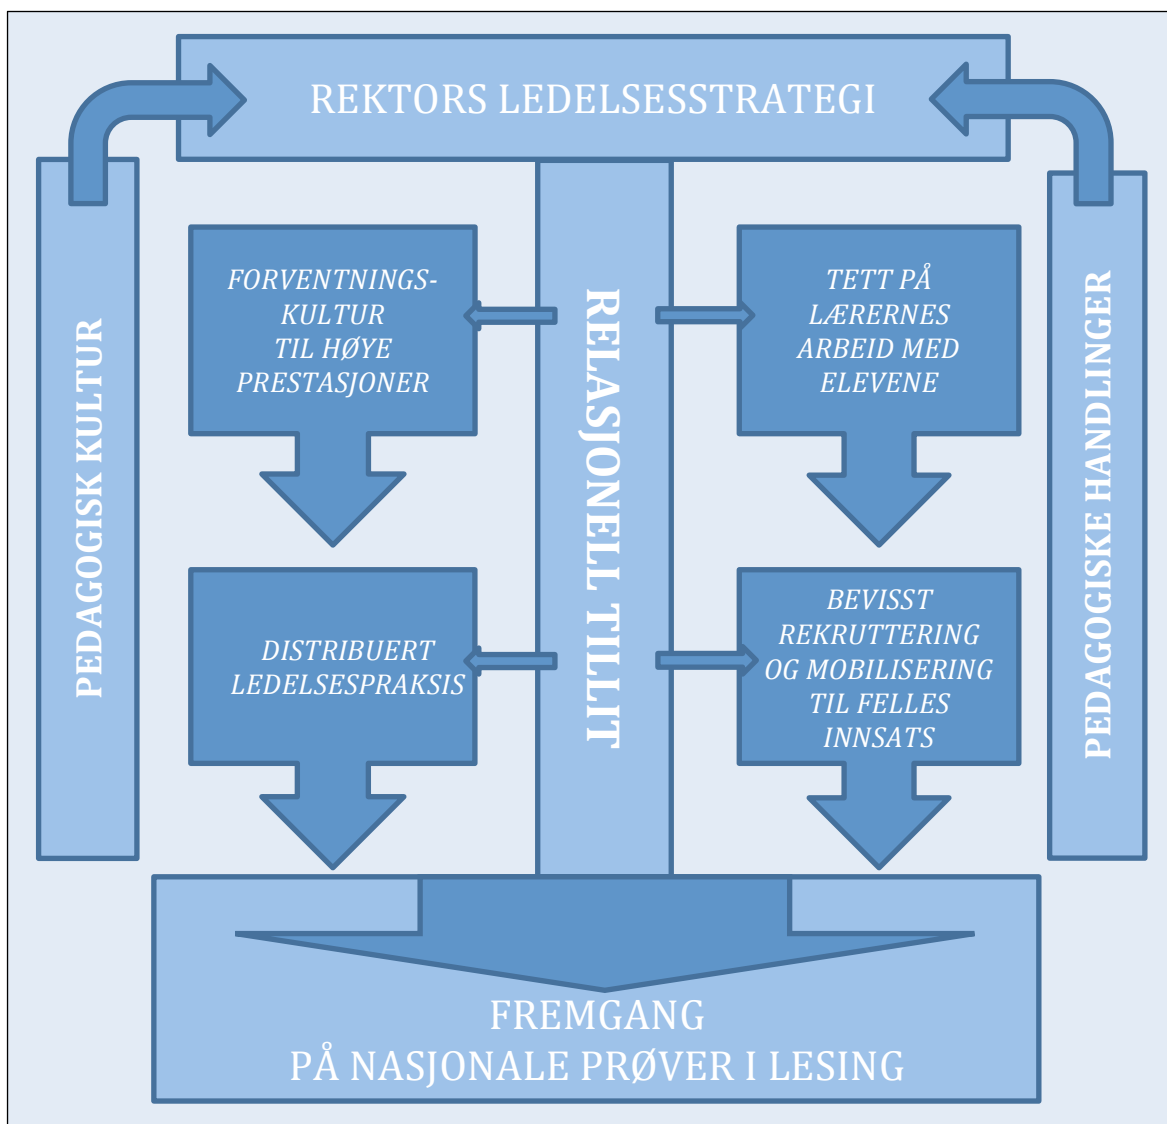 REKTORS LEDELSESSTRATEGI
PEDAGOGISK KULTUR
FORVENTNINGS-
KULTUR
TIL HØYE
PRESTASJONER
DISTRIBUERT
LEDELSESPRAKSIS
RELASJONELL TILLIT
TETT PÅ
LÆRERNES
ARBEID MED
ELEVENE
BEVISST
REKRUTTERING
OG MOBILISERING
TIL FELLES
INNSATS
PEDAGOGISKE HANDLINGER
FREMGANG
PÅ NASJONALE PRØVER I LESING